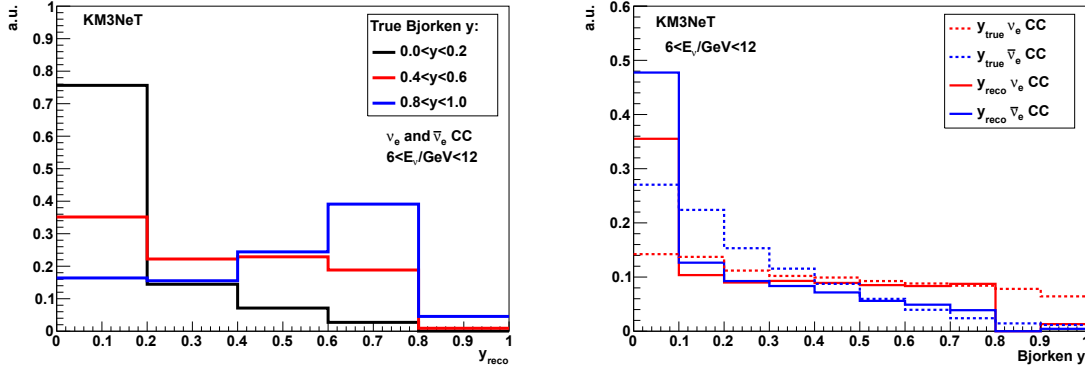 a.u.
1
0.9
0.8
0.7
0.6
0.5
0.4
0.3
0.2
0.1
0
KM3NeT
True Bjorken y:
0.0<y<0.2
0.4<y<0.6
0.8<y<1.0
νe and ν̅e CC
6<Eν/GeV<12
0 0.1 0.2 0.3 0.4 0.5 0.6 0.7 0.8 0.9 1
yreco
a.u.
0.6
0.5
0.4
0.3
0.2
0.1
0
KM3NeT
6<Eν/GeV<12
ytrue νe CC
ytrue ν̅e CC
yreco νe CC
yreco ν̅e CC
0 0.1 0.2 0.3 0.4 0.5 0.6 0.7 0.8 0.9 1
Bjorken y